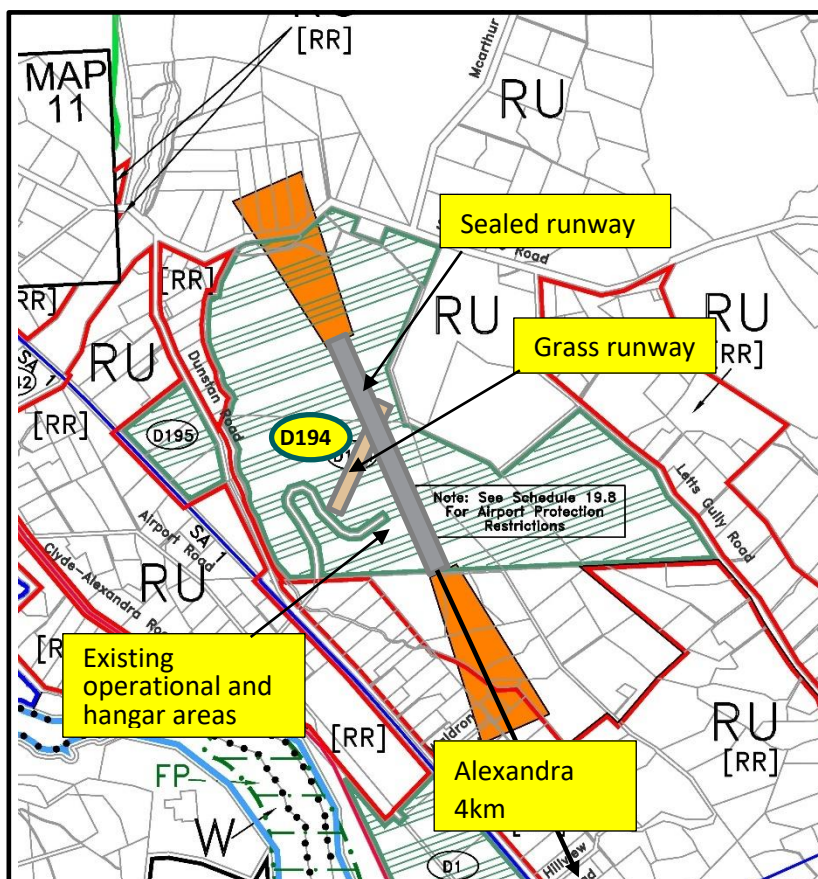 [RR]
MAP
11
Mcarthur
RU
Sealed runway
Road
[RR]
RU
RU
[RR]
RU
[RR]
SA 1
42
Grass runway
[RR]
D195
Dunstan Road
D194
Note: See Schedule 19.8
For Airport Protection
Restrictions
Letts Gully Road
SA 1
Airport Road
RU
Clyde-Alexandra
Existing
operational and
hangar areas
[RR]
RU
[RR]
FP
W
Alexandra
4km
D1
Hillview